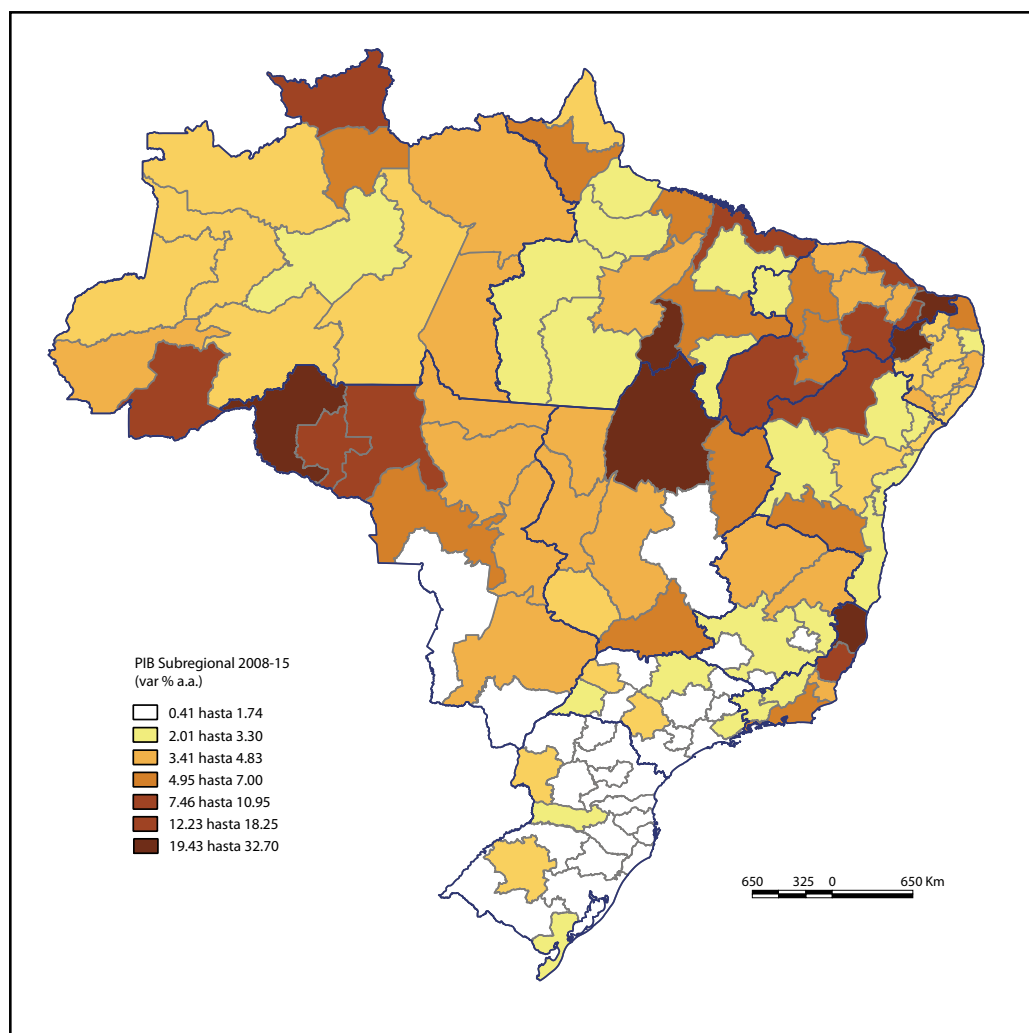 PIB Subregional 2008-15
(var % a.a.)
0.41 hasta 1.74
2.01 hasta 3.30
3.41 hasta 4.83
4.95 hasta 7.00
7.46 hasta 10.95
12.23 hasta 18.25
19.43 hasta 32.70
650 325 0 650 Km